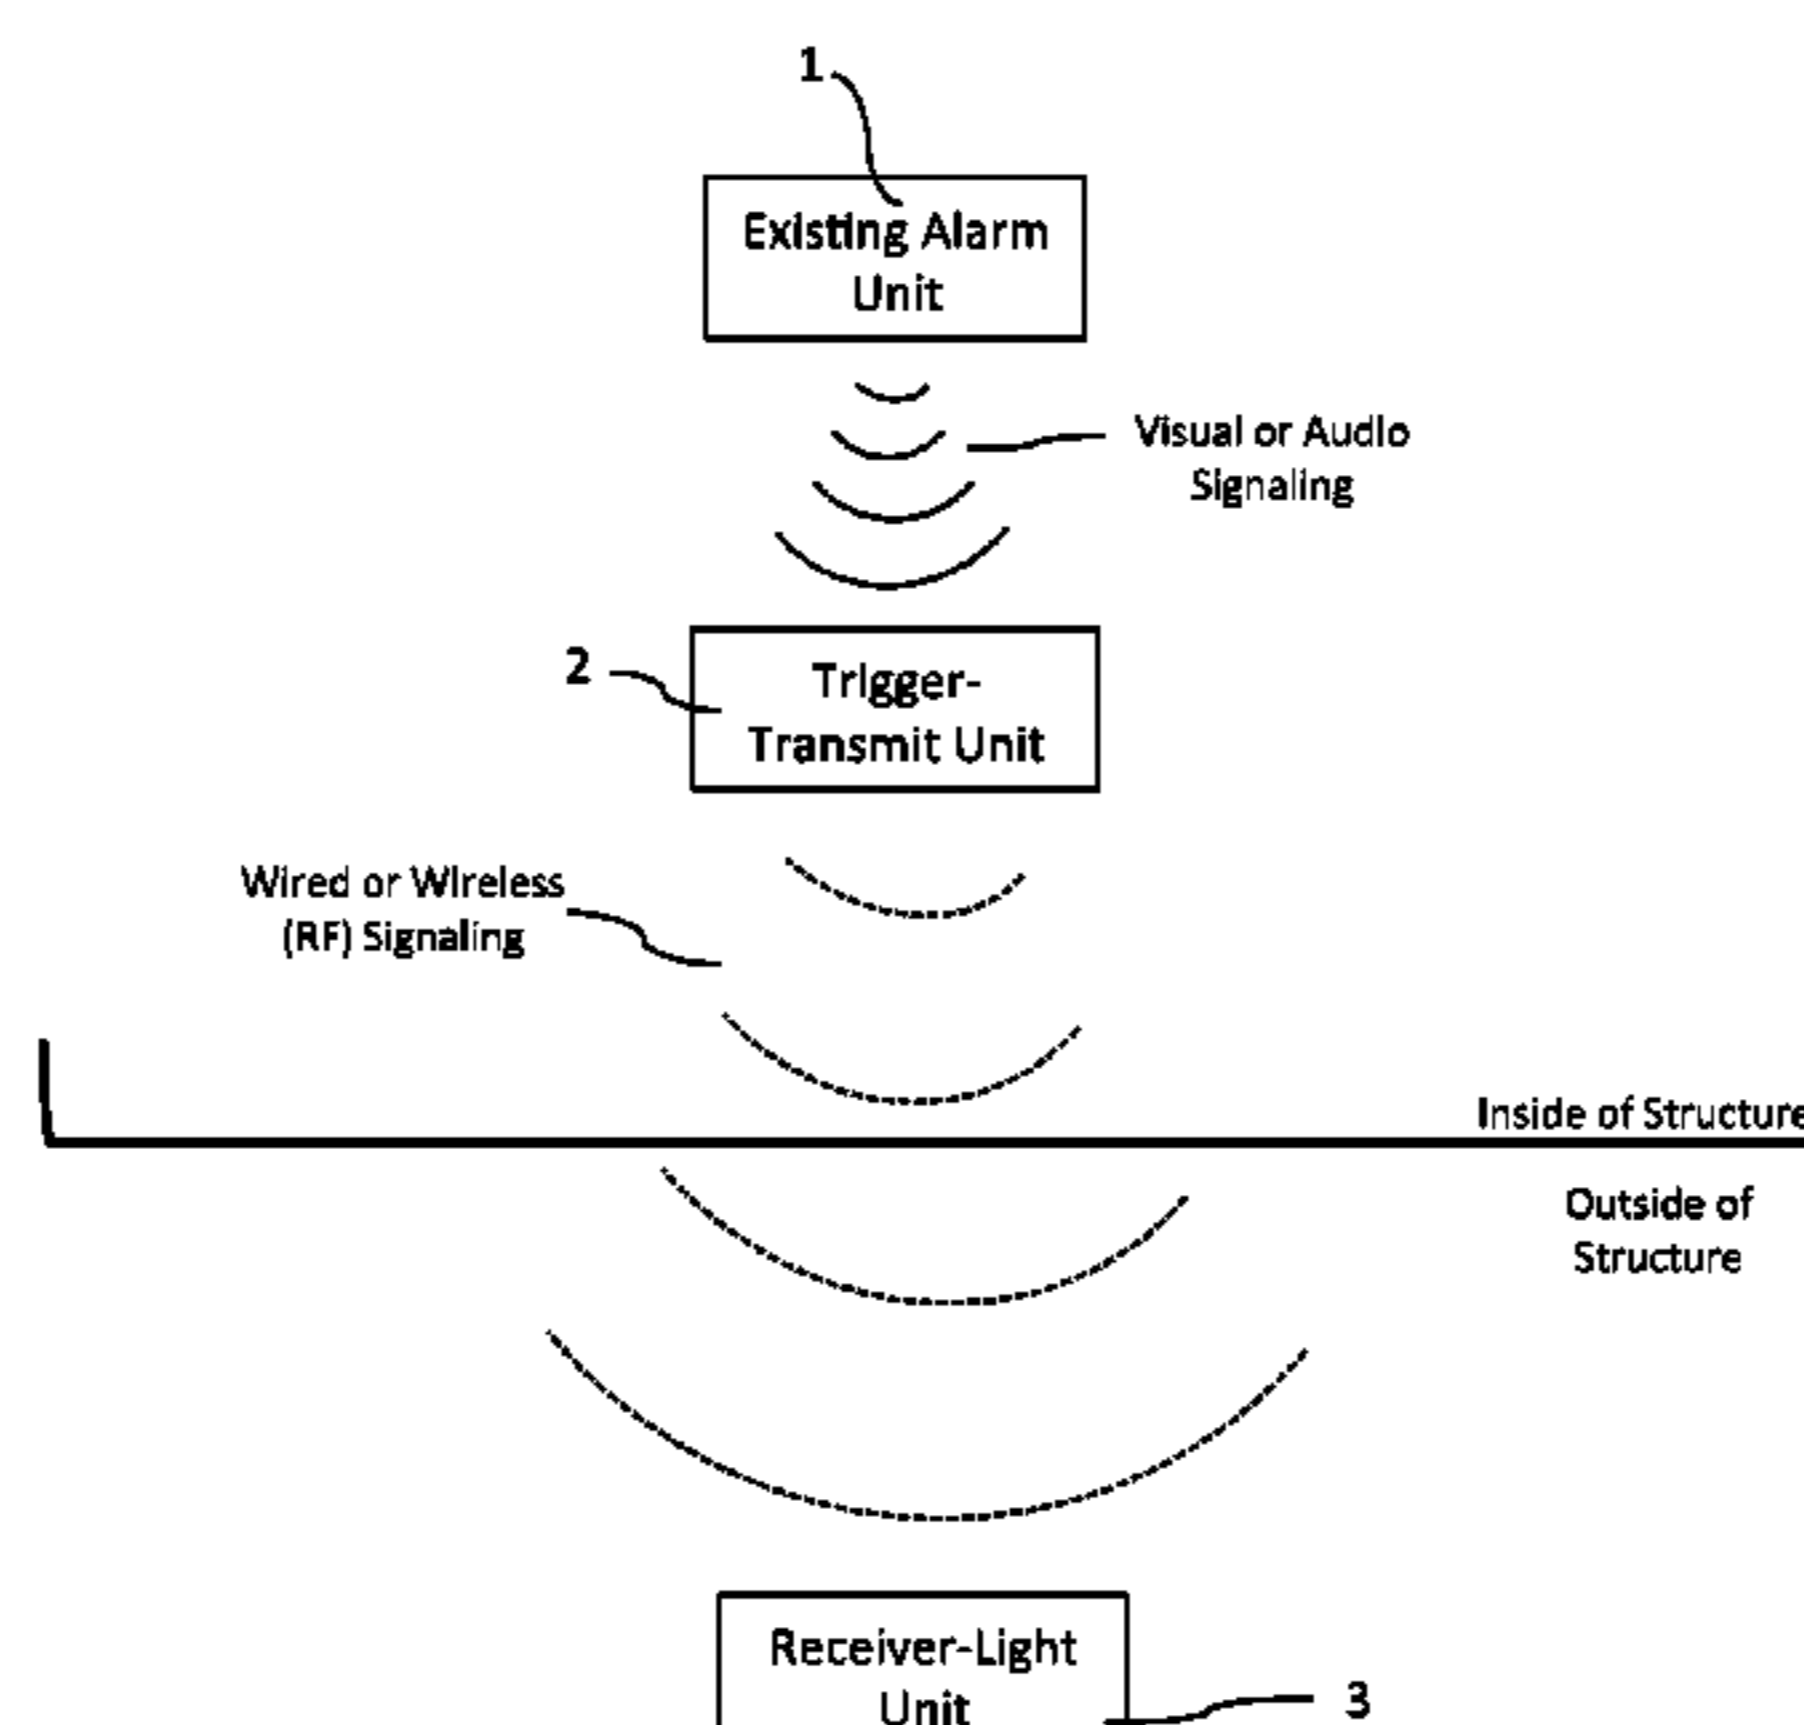 1
Existing Alarm
Unit
Visual or Audio
Signaling
2
Trigger-
Transmit Unit
Wired or Wireless
(RF) Signaling
Inside of Structure
Outside of
Structure
Receiver-Light
Unit
3